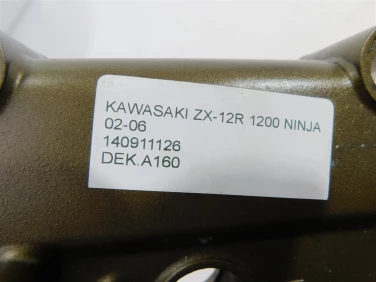 KAWASAKI ZX-12R 1200 NINJA
02-06
140911126
DEK.A160